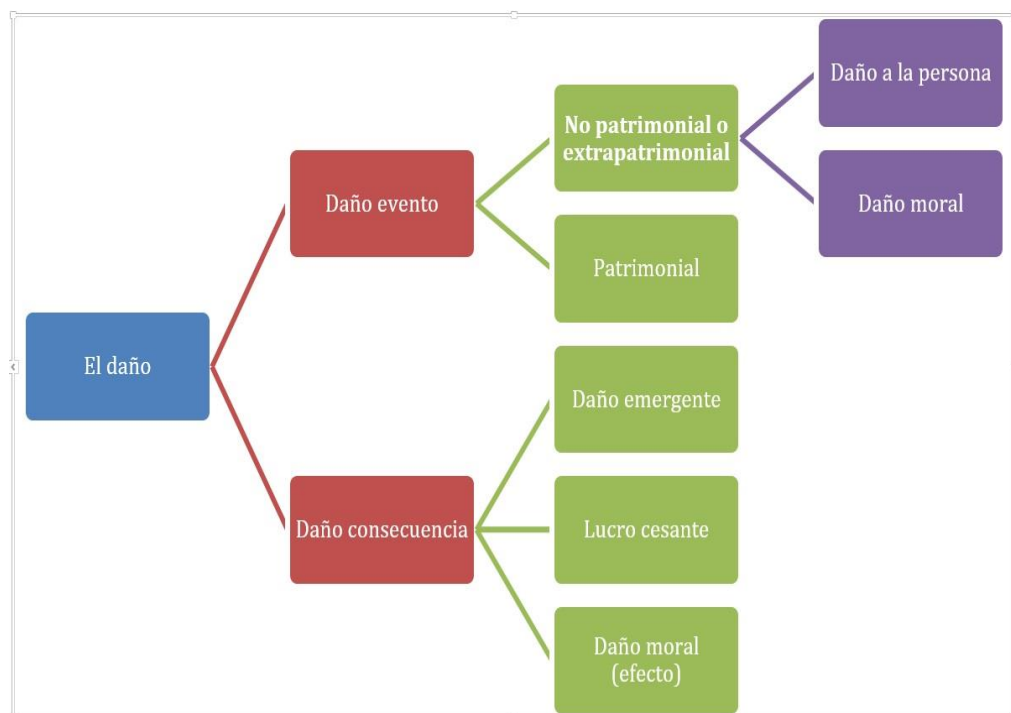 El daño
Daño evento
No patrimonial o
extrapatrimonial
Daño a la persona
Daño moral
Patrimonial
Daño consecuencia
Daño emergente
Lucro cesante
Daño moral
(efecto)